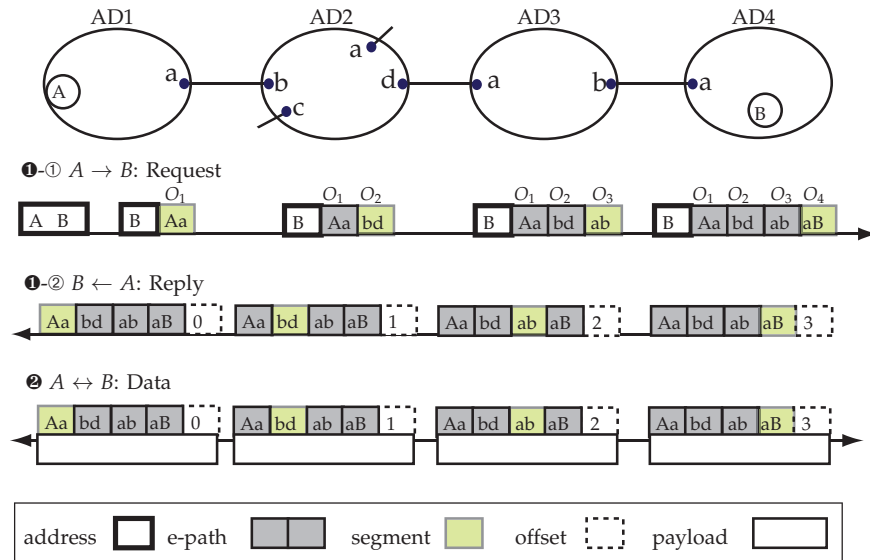 AD1 AD2 AD3 AD4
a
a b d a b a
A c B
❶-① A → B: Request
O1 O1 O2 O1 O2 O3 O1 O2 O3 O4
A B B Aa B Aa bd B Aa bd ab B Aa bd ab aB
❶-② B ← A: Reply
Aa bd ab aB 0 Aa bd ab aB 1 Aa bd ab aB 2 Aa bd ab aB 3
❷ A ↔ B: Data
Aa bd ab aB 0 Aa bd ab aB 1 Aa bd ab aB 2 Aa bd ab aB 3
address e-path segment offset payload